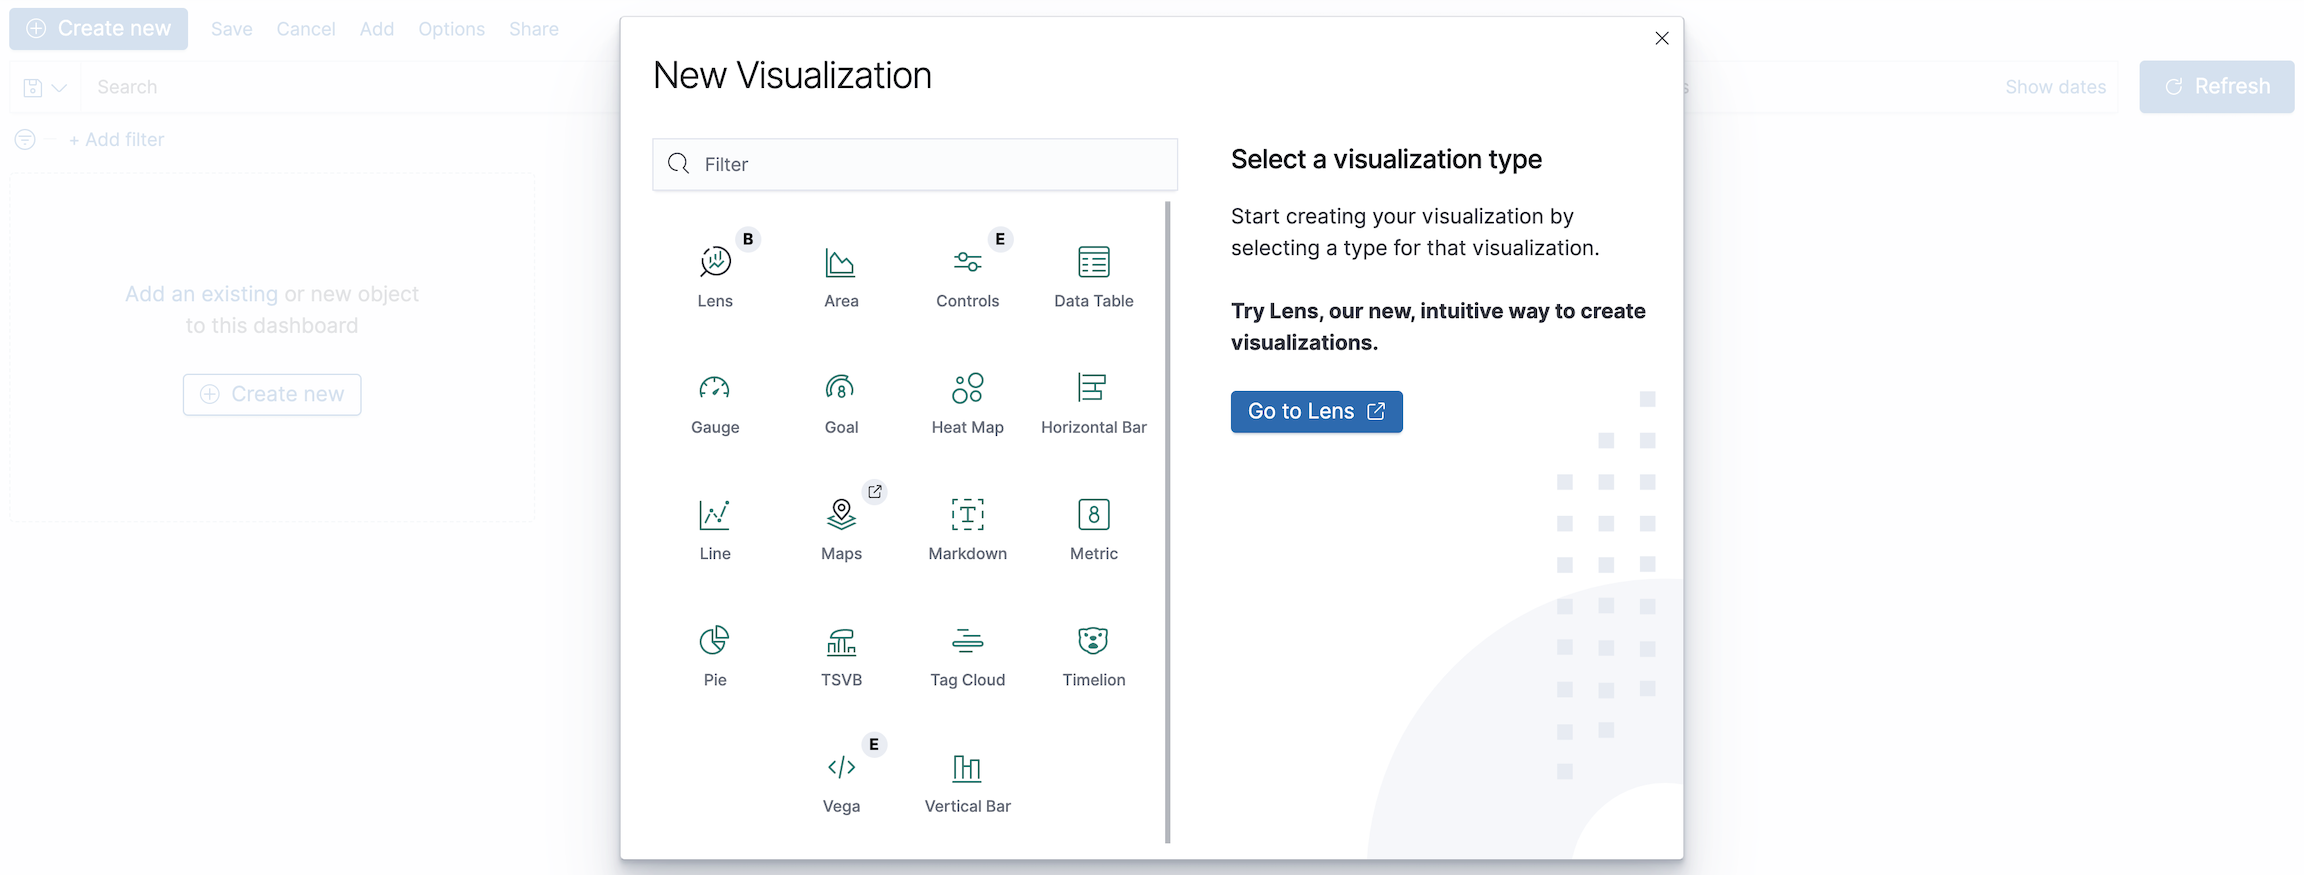 Create new Save Cancel Add Options Share
Search
Show dates
Refresh
+ Add filter
Add an existing or new object
to this dashboard
Create new
New Visualization
Filter
B
E
Lens Area Controls Data Table
Gauge Goal Heat Map Horizontal Bar
8
8
Line Maps Markdown Metric
T
Pie TSVB Tag Cloud Timelion
E
Vega Vertical Bar
Select a visualization type
Start creating your visualization by
selecting a type for that visualization.
Try Lens, our new, intuitive way to create
visualizations.
Go to Lens